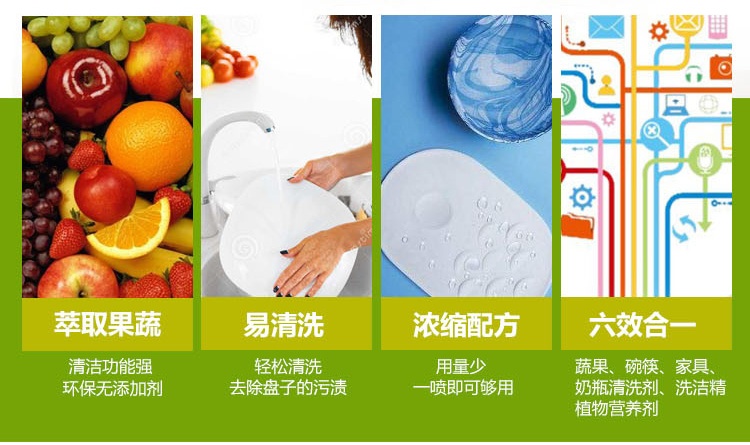 萃取果蔬
清洁功能强
环保无添加剂
易清洗
轻松清洗
去除盘子的污渍
浓缩配方
用量少
一喷即可够用
六效合一
蔬果、碗筷、家具、
奶瓶清洗剂、洗洁精
植物营养剂